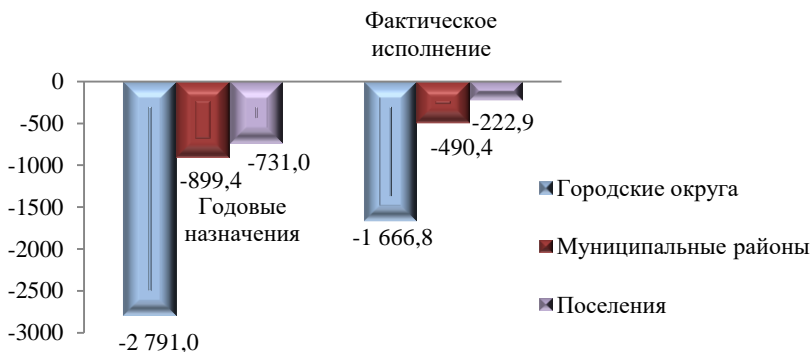 Фактическое
исполнение
0
-500
-1000
-1500
-2000
-2500
-3000
-222,9
-490,4
-731,0
-899,4
Годовые
назначения
-1 666,8
-2 791,0
Городские округа
Муниципальные районы
Поселения